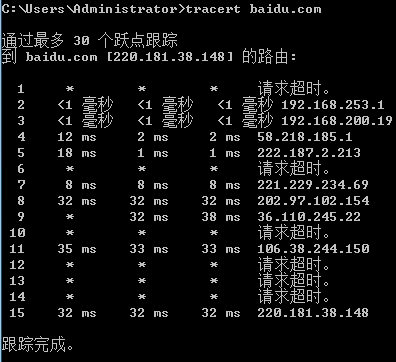 C:\Users\Administrator>tracert baidu.com
通过最多 30 个跃点跟踪
到 baidu.com [220.181.38.148] 的路由:
1 * * * 请求超时。
2 <1 毫秒 <1 毫秒 <1 毫秒 192.168.253.1
3 <1 毫秒 <1 毫秒 <1 毫秒 192.168.200.19
4 12 ms 2 ms 2 ms 58.218.185.1
5 18 ms 1 ms 1 ms 222.187.2.213
6 * * * 请求超时。
7 8 ms 8 ms 8 ms 221.229.234.69
8 32 ms 32 ms 32 ms 202.97.102.154
9 * 32 ms 38 ms 36.110.245.22
10 * * * 请求超时。
11 35 ms 33 ms 33 ms 106.38.244.150
12 * * * 请求超时。
13 * * * 请求超时。
14 * * * 请求超时。
15 32 ms 32 ms 32 ms 220.181.38.148
跟踪完成。